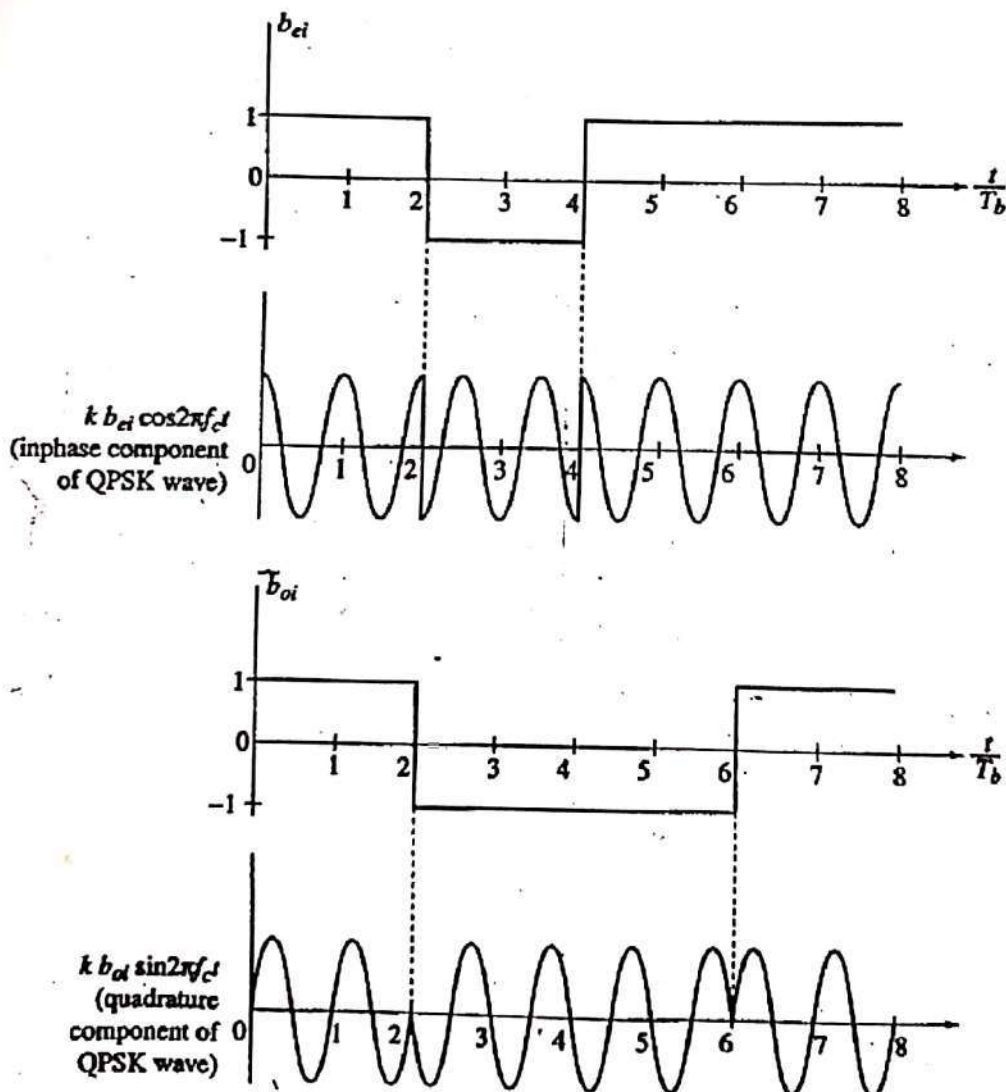 b_ei
1
0
1 2 3 4 5 6 7 8 t/T_b
−1
k b_ei cos2πf_c t
(inphase component
of QPSK wave)
0 1 2 3 4 5 6 7 8
b_oi
1
0
1 2 3 4 5 6 7 8 t/T_b
−1
k b_oi sin2πf_c t
(quadrature
component of
QPSK wave)
0 1 2 3 4 5 6 7 8